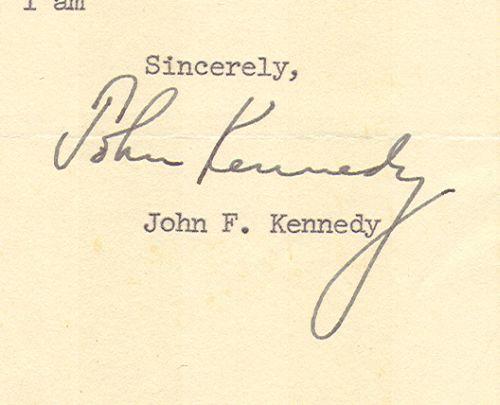 I am
Sincerely,
John Kennedy
John F. Kennedy